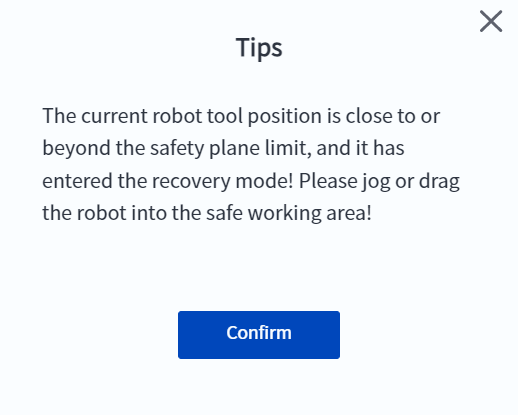 Tips
The current robot tool position is close to or
beyond the safety plane limit, and it has
entered the recovery mode! Please jog or drag
the robot into the safe working area!
Confirm